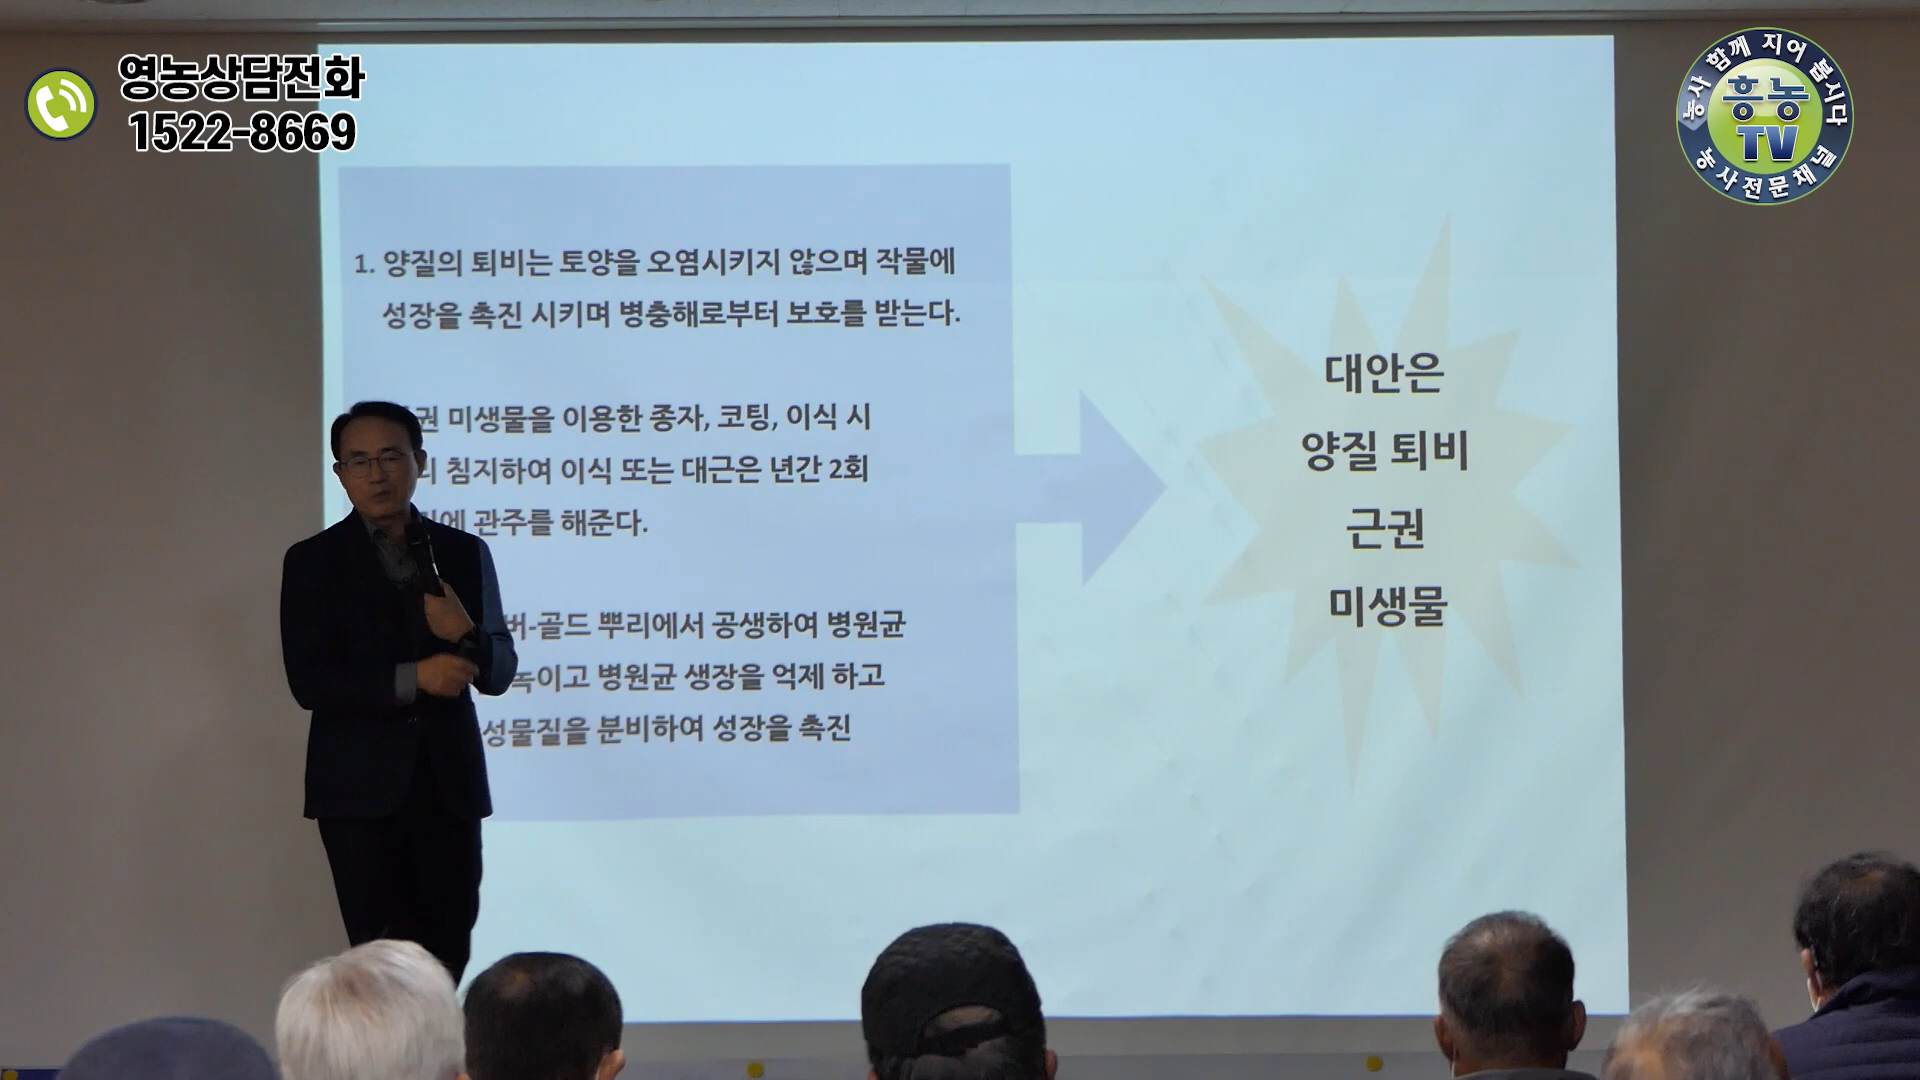 영농상담전화
1522-8669
농사 함께 지어 봅시다
흥농
TV
농사전문채널
1. 양질의 퇴비는 토양을 오염시키지 않으며 작물에
성장을 촉진 시키며 병충해로부터 보호를 받는다.
미생물을 이용한 종자, 코팅, 이식 시
침지하여 이식 또는 대근은 년간 2회
관주를 해준다.
버-골드 뿌리에서 공생하여 병원균
녹이고 병원균 생장을 억제 하고
성물질을 분비하여 성장을 촉진
대안은
양질 퇴비
근권
미생물